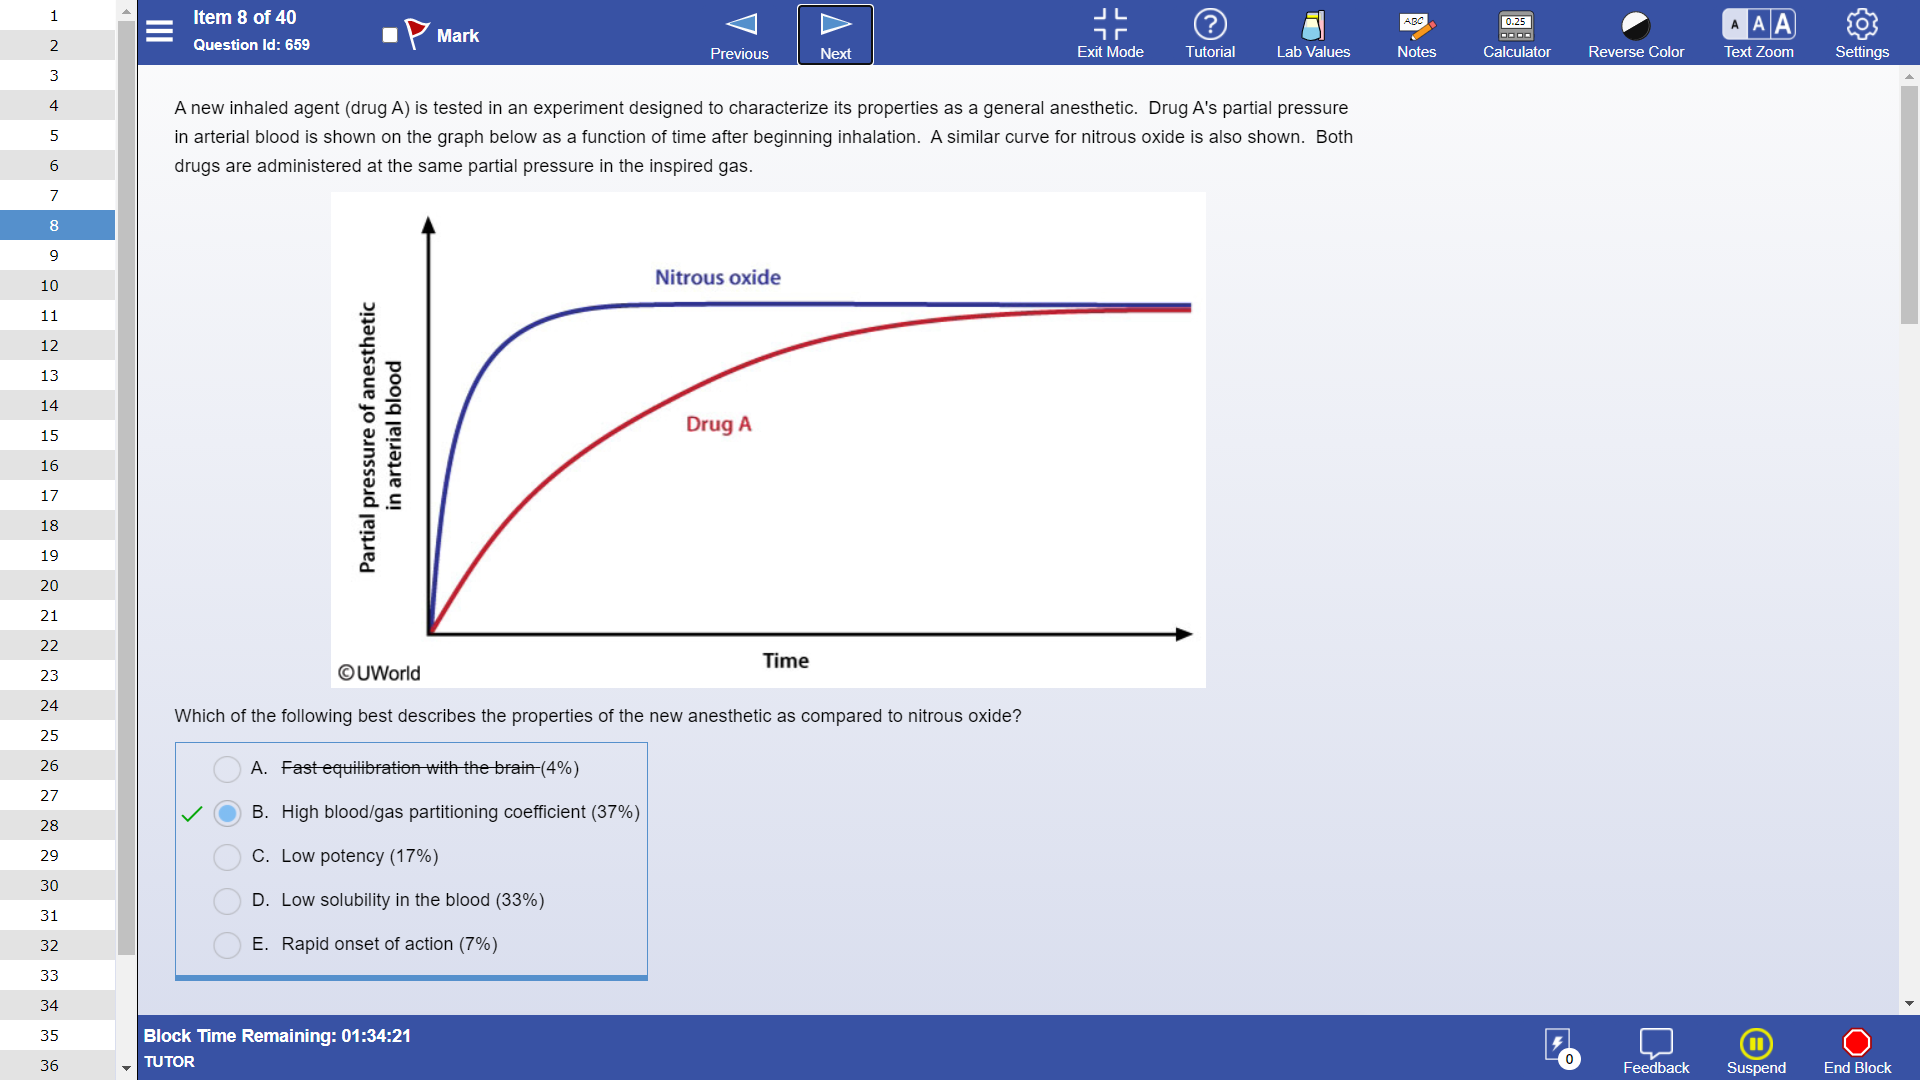 1
2
3
4
5
6
7
8
9
10
11
12
13
14
15
16
17
18
19
20
21
22
23
24
25
26
27
28
29
30
31
32
33
34
35
36
Item 8 of 40
Question Id: 659
Mark
Previous
Next
Exit Mode
Tutorial
Lab Values
ABC
Notes
0.25
Calculator
Reverse Color
A A A
Text Zoom
Settings
A new inhaled agent (drug A) is tested in an experiment designed to characterize its properties as a general anesthetic. Drug A's partial pressure
in arterial blood is shown on the graph below as a function of time after beginning inhalation. A similar curve for nitrous oxide is also shown. Both
drugs are administered at the same partial pressure in the inspired gas.
Partial pressure of anesthetic
in arterial blood
Nitrous oxide
Drug A
Time
©UWorld
Which of the following best describes the properties of the new anesthetic as compared to nitrous oxide?
A. Fast equilibration with the brain (4%)
B. High blood/gas partitioning coefficient (37%)
C. Low potency (17%)
D. Low solubility in the blood (33%)
E. Rapid onset of action (7%)
Block Time Remaining: 01:34:21
TUTOR
0
Feedback
Suspend
End Block